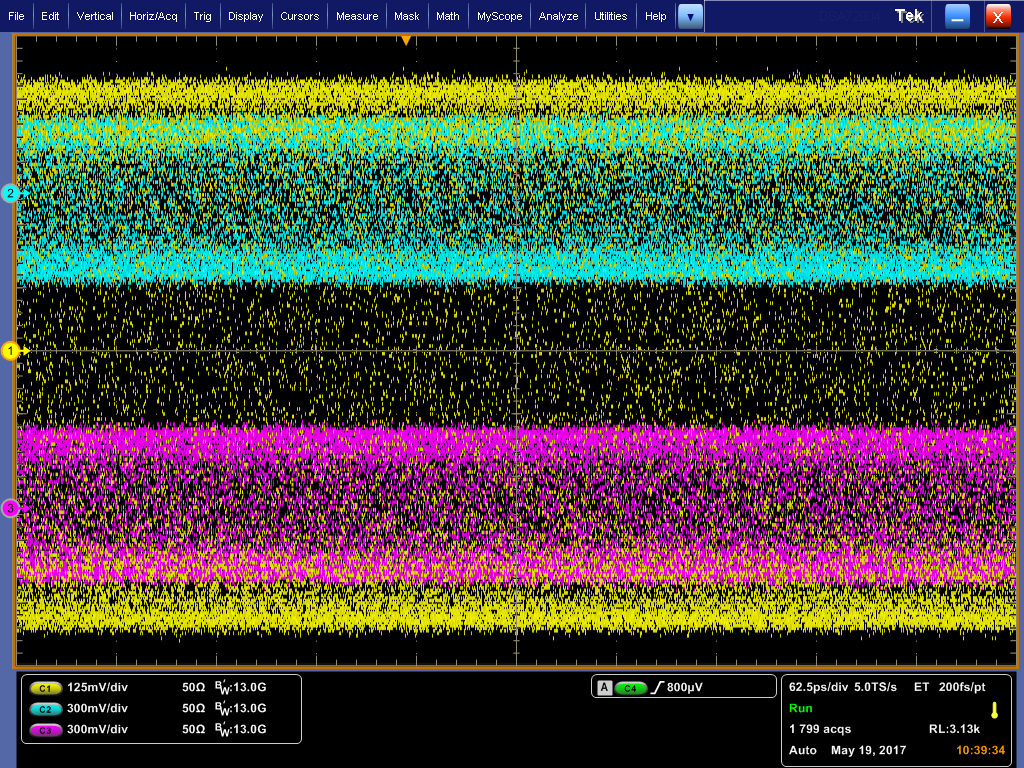 File Edit Vertical Horiz/Acq Trig Display Cursors Measure Mask Math MyScope Analyze Utilities Help Tek X
2
1
3
C1 125mV/div 50Ω BW:13.0G
C2 300mV/div 50Ω BW:13.0G
C3 300mV/div 50Ω BW:13.0G
A C4 800µV
62.5ps/div 5.0TS/s ET 200fs/pt
Run
1 799 acqs RL:3.13k
Auto May 19, 2017 10:39:34